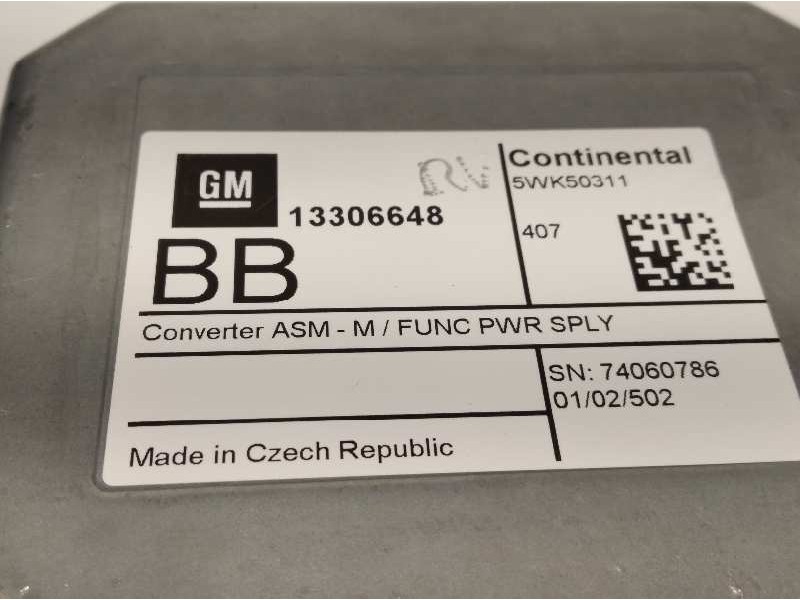 GM
13306648
BB
RV
Continental
5WK50311
407
Converter ASM - M / FUNC PWR SPLY
SN: 74060786
01/02/502
Made in Czech Republic